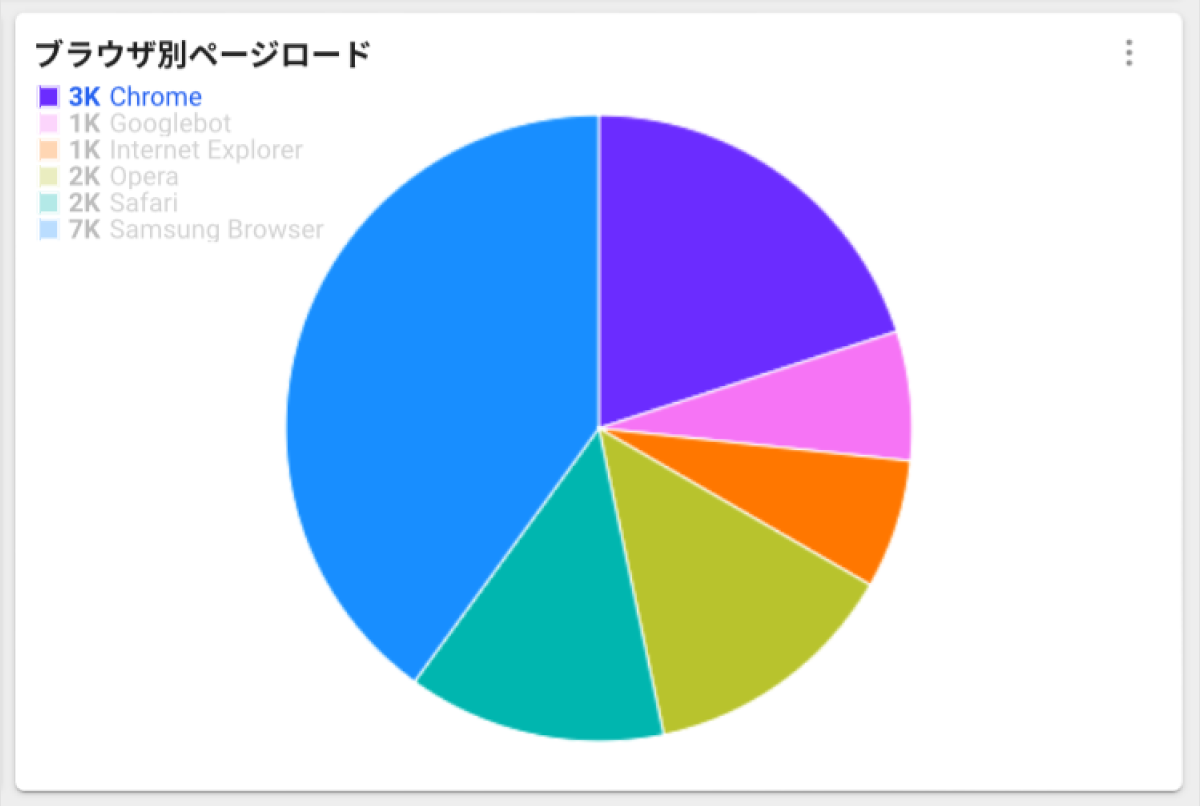 ブラウザ別ページロード
3K Chrome
1K Googlebot
1K Internet Explorer
2K Opera
2K Safari
7K Samsung Browser